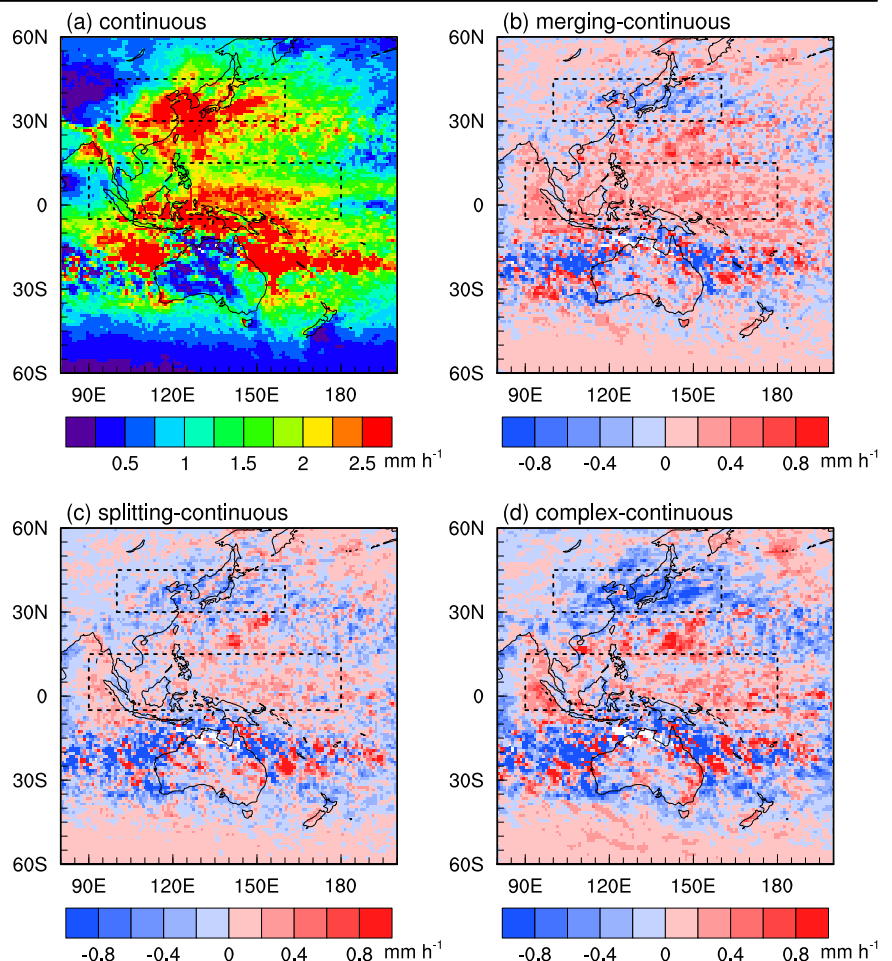 (a) continuous
(b) merging-continuous
60N
30N
0
30S
60S
90E 120E 150E 180
0.5 1 1.5 2 2.5 mm h⁻¹
60N
30N
0
30S
60S
90E 120E 150E 180
-0.8 -0.4 0 0.4 0.8 mm h⁻¹
(c) splitting-continuous
(d) complex-continuous
60N
30N
0
30S
60S
90E 120E 150E 180
-0.8 -0.4 0 0.4 0.8 mm h⁻¹
60N
30N
0
30S
60S
90E 120E 150E 180
-0.8 -0.4 0 0.4 0.8 mm h⁻¹